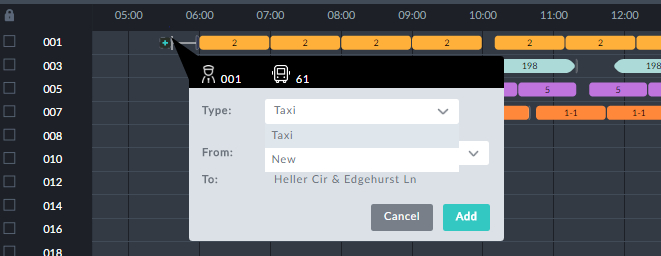 05:00 06:00 07:00 08:00 09:00 10:00 11:00 12:00
001 2 2 2 2 2 2
003 198 198
005 5 5
007 1-1 1-1
008
010
012
014
016
018
001 61
Type: Taxi
Taxi
New
From:
To: Heller Cir & Edgehurst Ln
Cancel Add